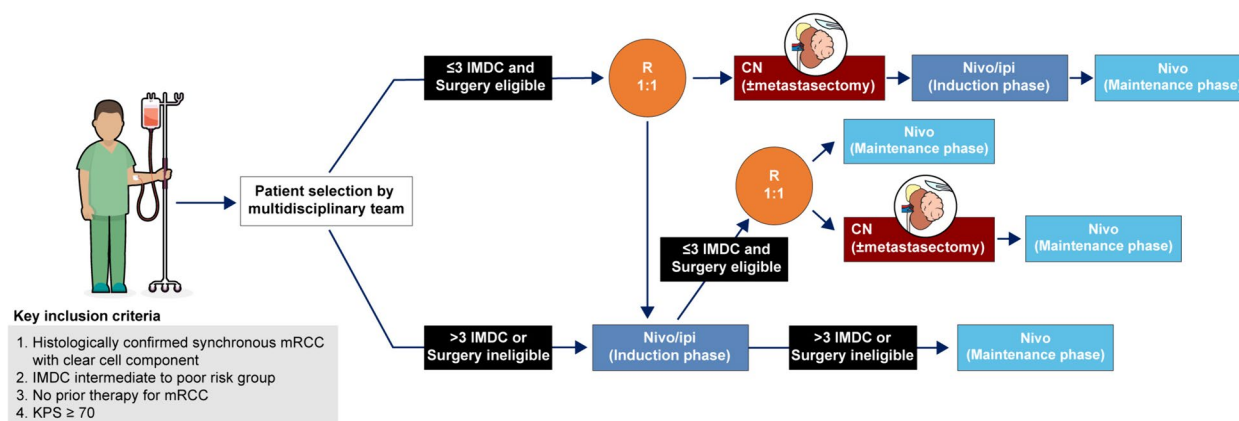 ≤3 IMDC and
Surgery eligible
R
1:1
CN
(±metastasectomy)
Nivo/ipi
(Induction phase)
Nivo
(Maintenance phase)
Patient selection by
multidisciplinary team
R
1:1
Nivo
(Maintenance phase)
CN
(±metastasectomy)
Nivo
(Maintenance phase)
≤3 IMDC and
Surgery eligible
>3 IMDC or
Surgery ineligible
Nivo/ipi
(Induction phase)
>3 IMDC or
Surgery ineligible
Nivo
(Maintenance phase)
Key inclusion criteria
1. Histologically confirmed synchronous mRCC
with clear cell component
2. IMDC intermediate to poor risk group
3. No prior therapy for mRCC
4. KPS ≥ 70